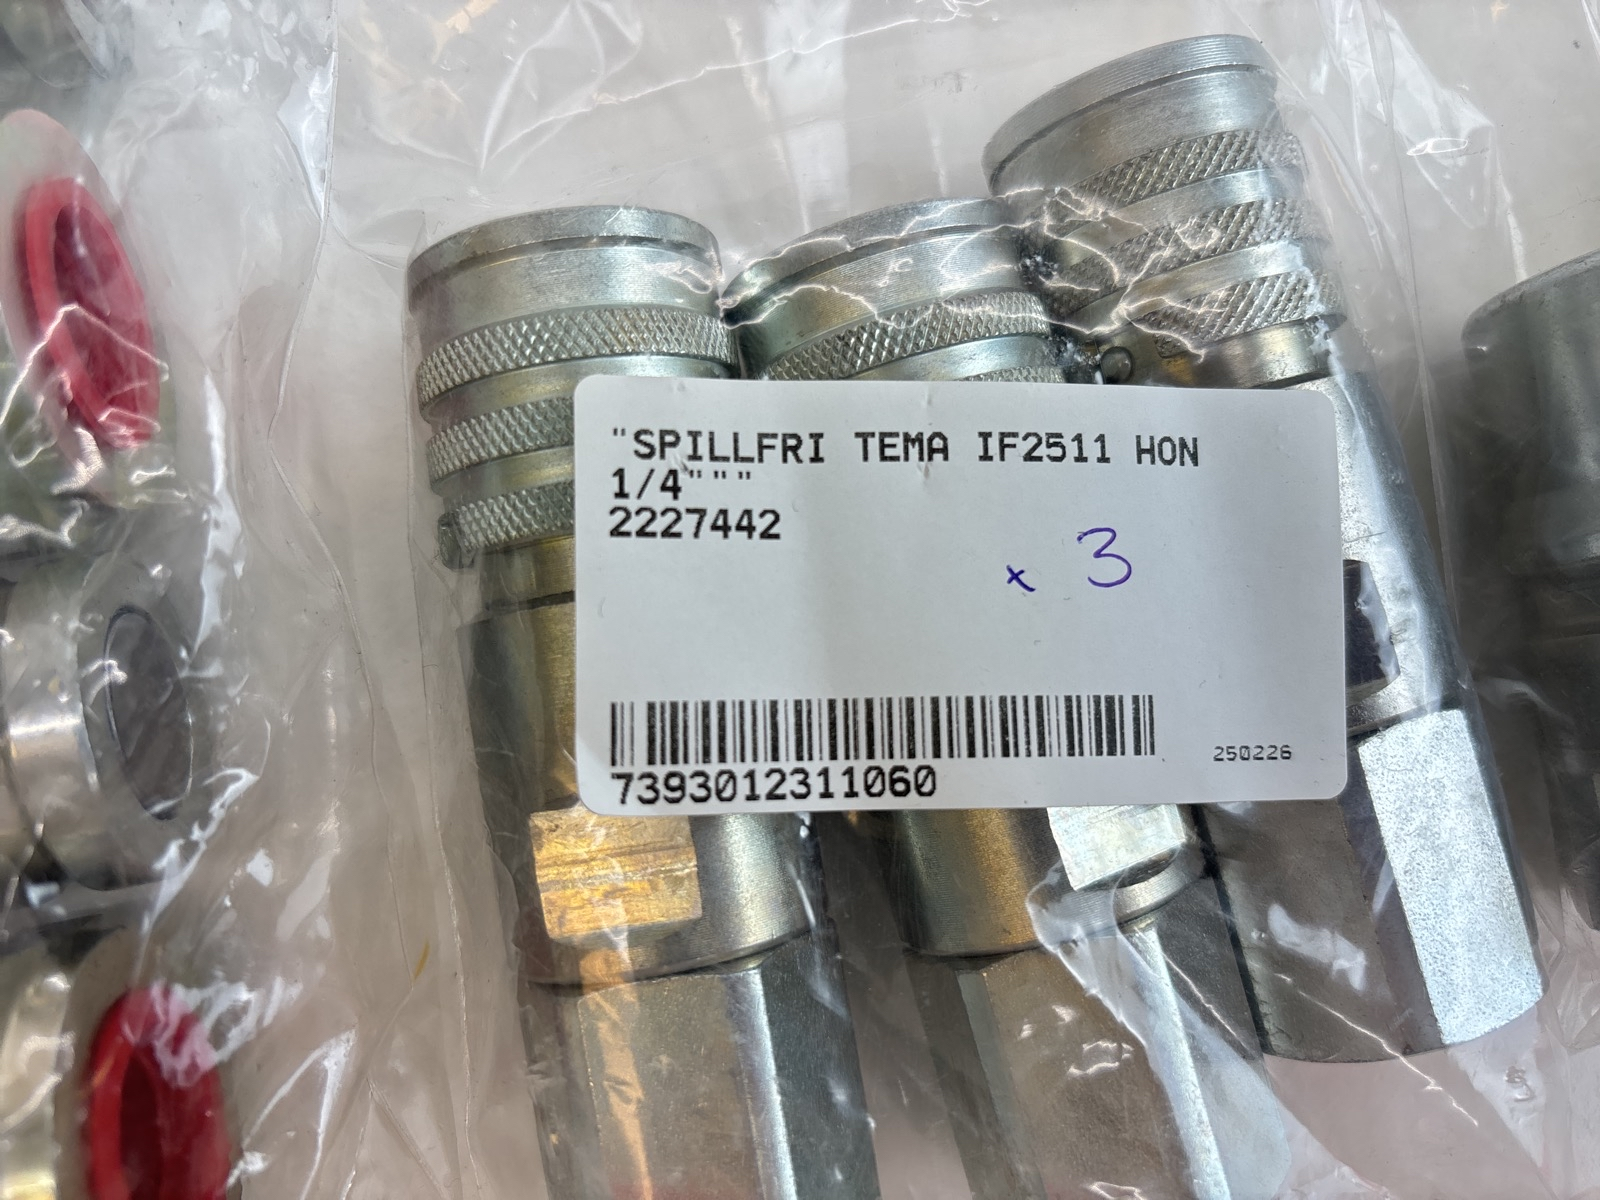 "SPILLFRI TEMA IF2511 HON
1/4"""
2227442
x 3
250226
7393012311060